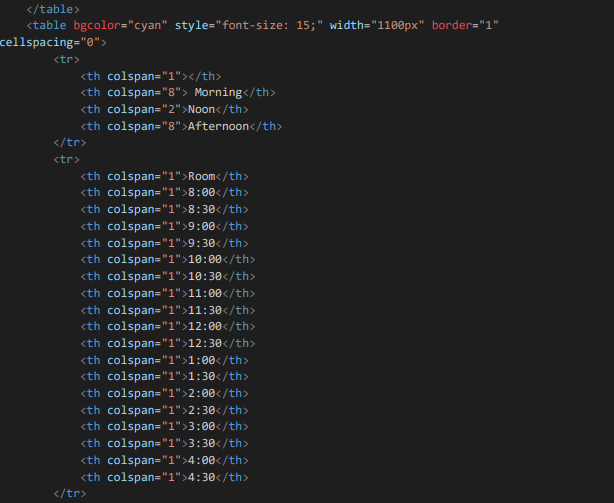 </table>
<table bgcolor="cyan" style="font-size: 15;" width="1100px" border="1"
cellspacing="0">
<tr>
<th colspan="1"></th>
<th colspan="8"> Morning</th>
<th colspan="2">Noon</th>
<th colspan="8">Afternoon</th>
</tr>
<tr>
<th colspan="1">Room</th>
<th colspan="1">8:00</th>
<th colspan="1">8:30</th>
<th colspan="1">9:00</th>
<th colspan="1">9:30</th>
<th colspan="1">10:00</th>
<th colspan="1">10:30</th>
<th colspan="1">11:00</th>
<th colspan="1">11:30</th>
<th colspan="1">12:00</th>
<th colspan="1">12:30</th>
<th colspan="1">1:00</th>
<th colspan="1">1:30</th>
<th colspan="1">2:00</th>
<th colspan="1">2:30</th>
<th colspan="1">3:00</th>
<th colspan="1">3:30</th>
<th colspan="1">4:00</th>
<th colspan="1">4:30</th>
</tr>